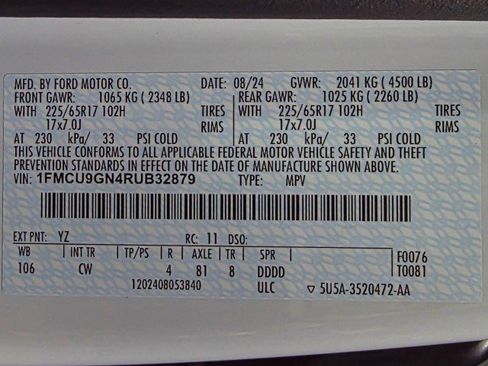 MFD. BY FORD MOTOR CO. DATE: 08/24 GVWR: 2041 KG ( 4500 LB)
FRONT GAWR: 1065 KG ( 2348 LB) REAR GAWR: 1025 KG ( 2260 LB)
WITH 225/65R17 102H TIRES WITH 225/65R17 102H TIRES
17x7.0J RIMS 17x7.0J RIMS
AT 230 kPa/ 33 PSI COLD AT 230 kPa/ 33 PSI COLD
THIS VEHICLE CONFORMS TO ALL APPLICABLE FEDERAL MOTOR VEHICLE SAFETY AND THEFT
PREVENTION STANDARDS IN EFFECT ON THE DATE OF MANUFACTURE SHOWN ABOVE.
VIN: 1FMCU9GN4RUB32879 TYPE: MPV
EXT PNT: YZ RC: 11 DSO:
WB INT TR TP/PS R AXLE TR SPR F0076
106 CW 4 81 8 DDDD T0081
1202408053840 ULC ▽ 5U5A-3520472-AA